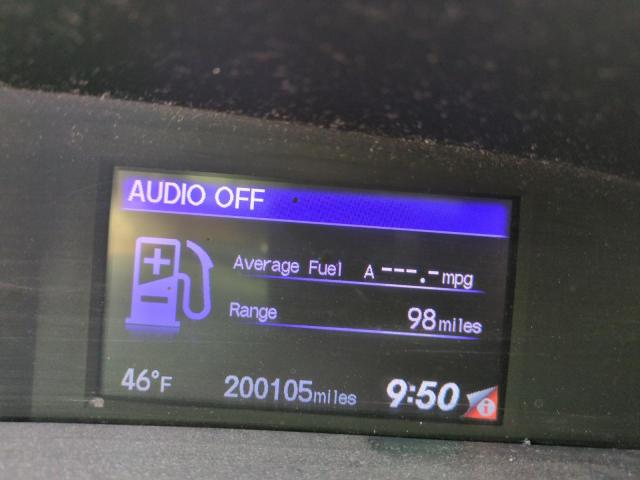 AUDIO OFF
Average Fuel A ---.- mpg
Range 98 miles
46°F 200105 miles 9:50 i